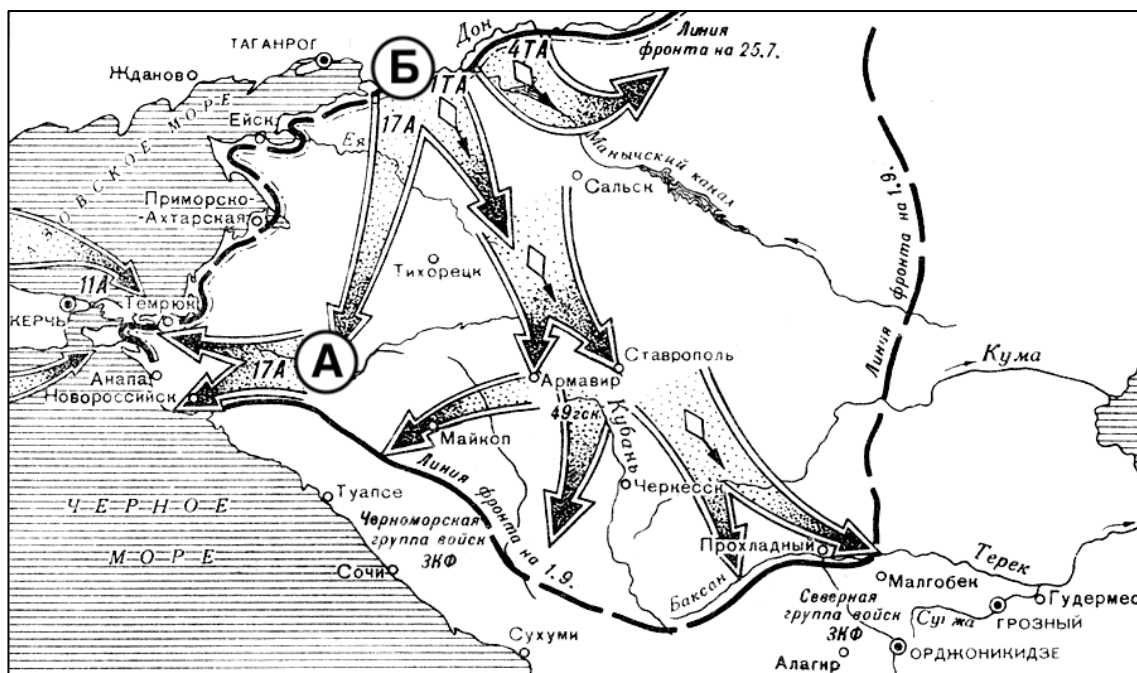 ТАГАНРОГ
Дон
4ТА
Линия
фронта на 25.7.
Жданово
Б
1ТА
АЗОВСКОЕ МОРЕ
Ейск
Ея
17А
Манычский канал
Сальск
Приморско-
Ахтарская
Линия фронта на 1.9.
Тихорецк
11А
Темрюк
КЕРЧЬ
А
Ставрополь
Кума
Анапа
17А
Армавир
Новороссийск
49гск
Кубань
Майкоп
Линия фронта на 1.9.
Черкесск
Туапсе
ЧЕРНОЕ
МОРЕ
Черноморская
группа войск
ЗКФ
Прохладный
Терек
Сочи
Баксан
Малгобек
Северная
группа войск
ЗКФ
Гудермес
Сунжа
ГРОЗНЫЙ
Сухуми
Алагир
ОРДЖОНИКИДЗЕ